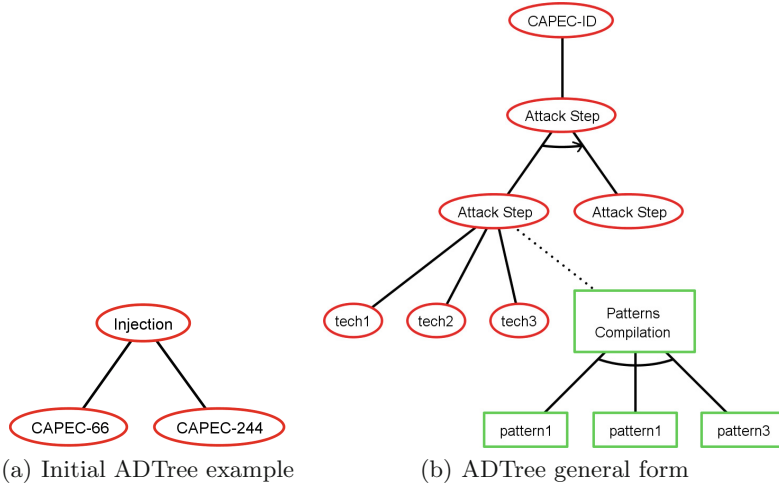 CAPEC-ID
Attack Step
Attack Step
Attack Step
tech1
tech2
tech3
Patterns
Compilation
pattern1
pattern1
pattern3
Injection
CAPEC-66
CAPEC-244
(a) Initial ADTree example
(b) ADTree general form